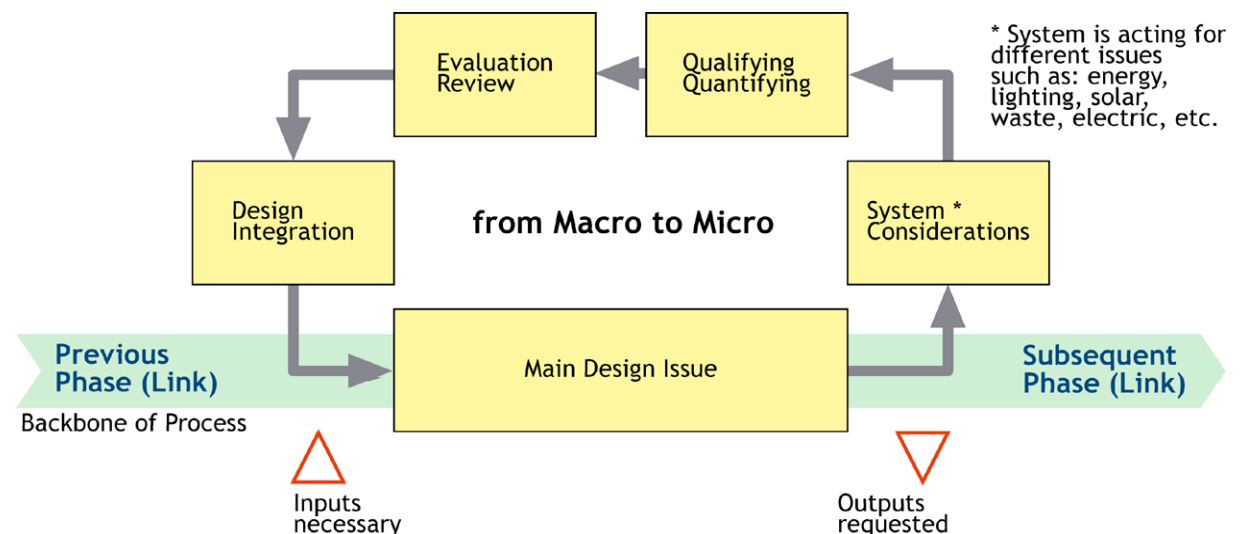 Evaluation
Review
Qualifying
Quantifying
* System is acting for
different issues
such as: energy,
lighting, solar,
waste, electric, etc.
Design
Integration
from Macro to Micro
System *
Considerations
Previous
Phase (Link)
Main Design Issue
Subsequent
Phase (Link)
Backbone of Process
Inputs
necessary
Outputs
requested